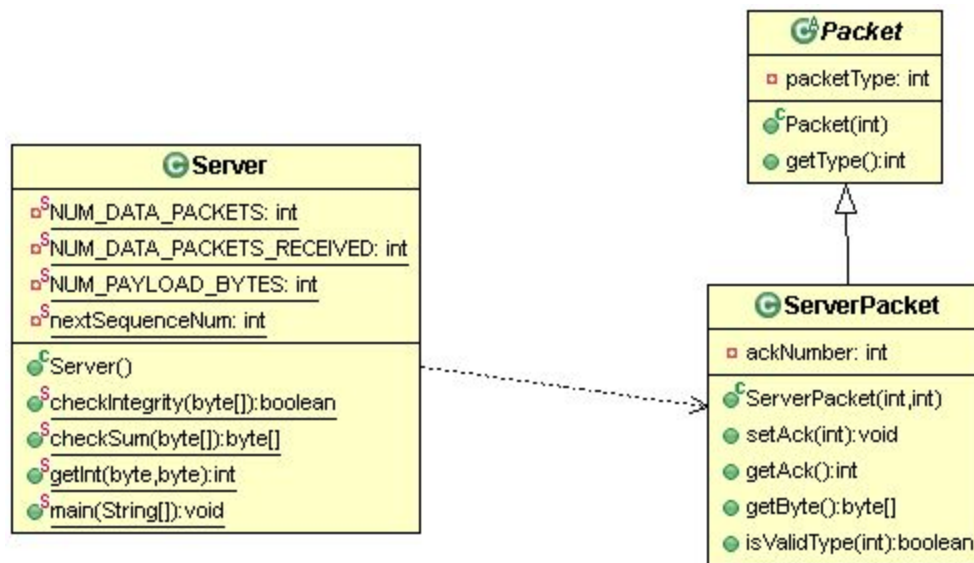 Packet
packetType: int
Packet(int)
getType():int
Server
NUM_DATA_PACKETS: int
NUM_DATA_PACKETS_RECEIVED: int
NUM_PAYLOAD_BYTES: int
nextSequenceNum: int
Server()
checkIntegrity(byte[]):boolean
checkSum(byte[]):byte[]
getInt(byte,byte):int
main(String[]):void
ServerPacket
ackNumber: int
ServerPacket(int,int)
setAck(int):void
getAck():int
getByte():byte[]
isValidType(int):boolean